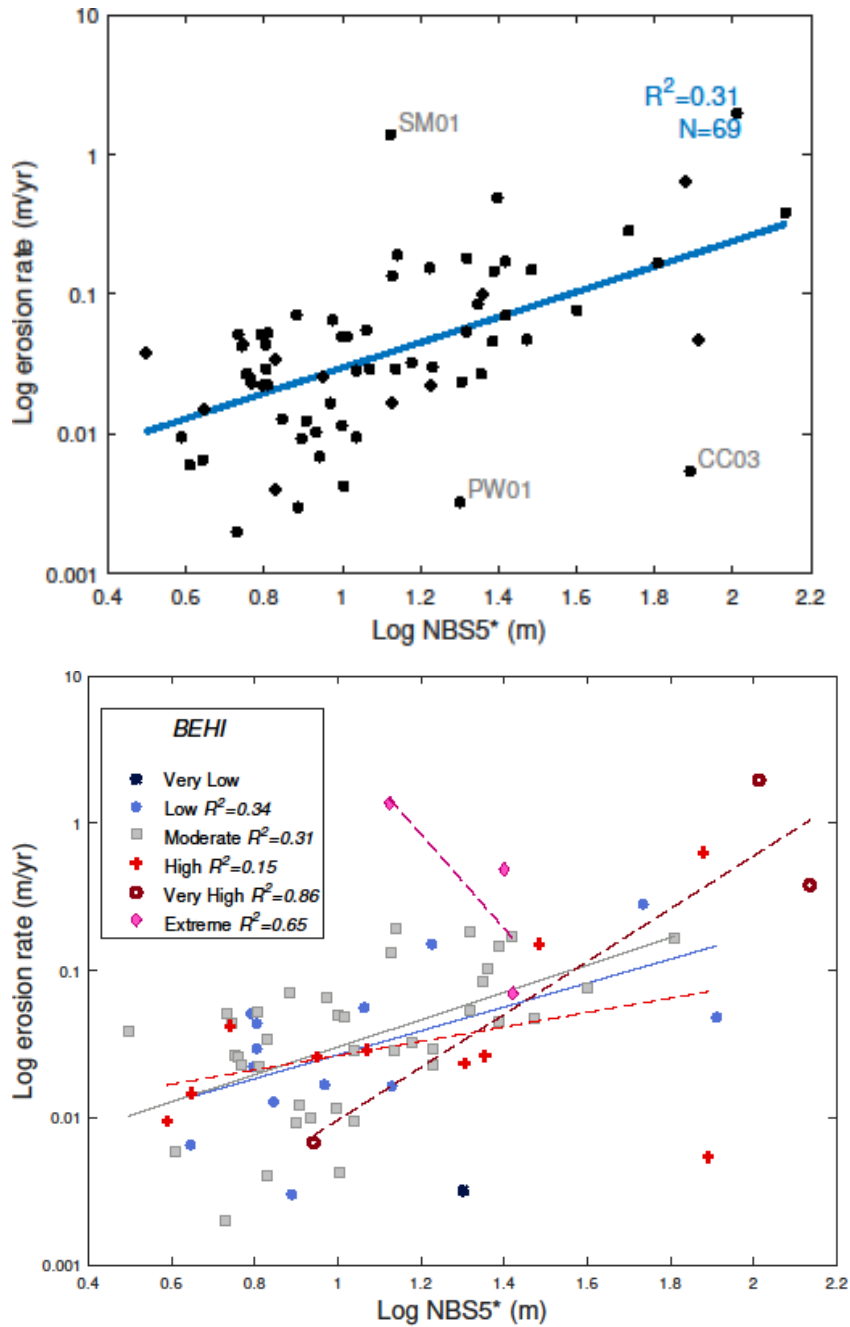 10
1
0.1
0.01
0.001
Log erosion rate (m/yr)
SM01
R²=0.31
N=69
CC03
PW01
0.4 0.6 0.8 1 1.2 1.4 1.6 1.8 2 2.2
Log NBS5* (m)
10
1
0.1
0.01
0.001
Log erosion rate (m/yr)
BEHI
Very Low
Low R²=0.34
Moderate R²=0.31
High R²=0.15
Very High R²=0.86
Extreme R²=0.65
0.4 0.6 0.8 1 1.2 1.4 1.6 1.8 2 2.2
Log NBS5* (m)